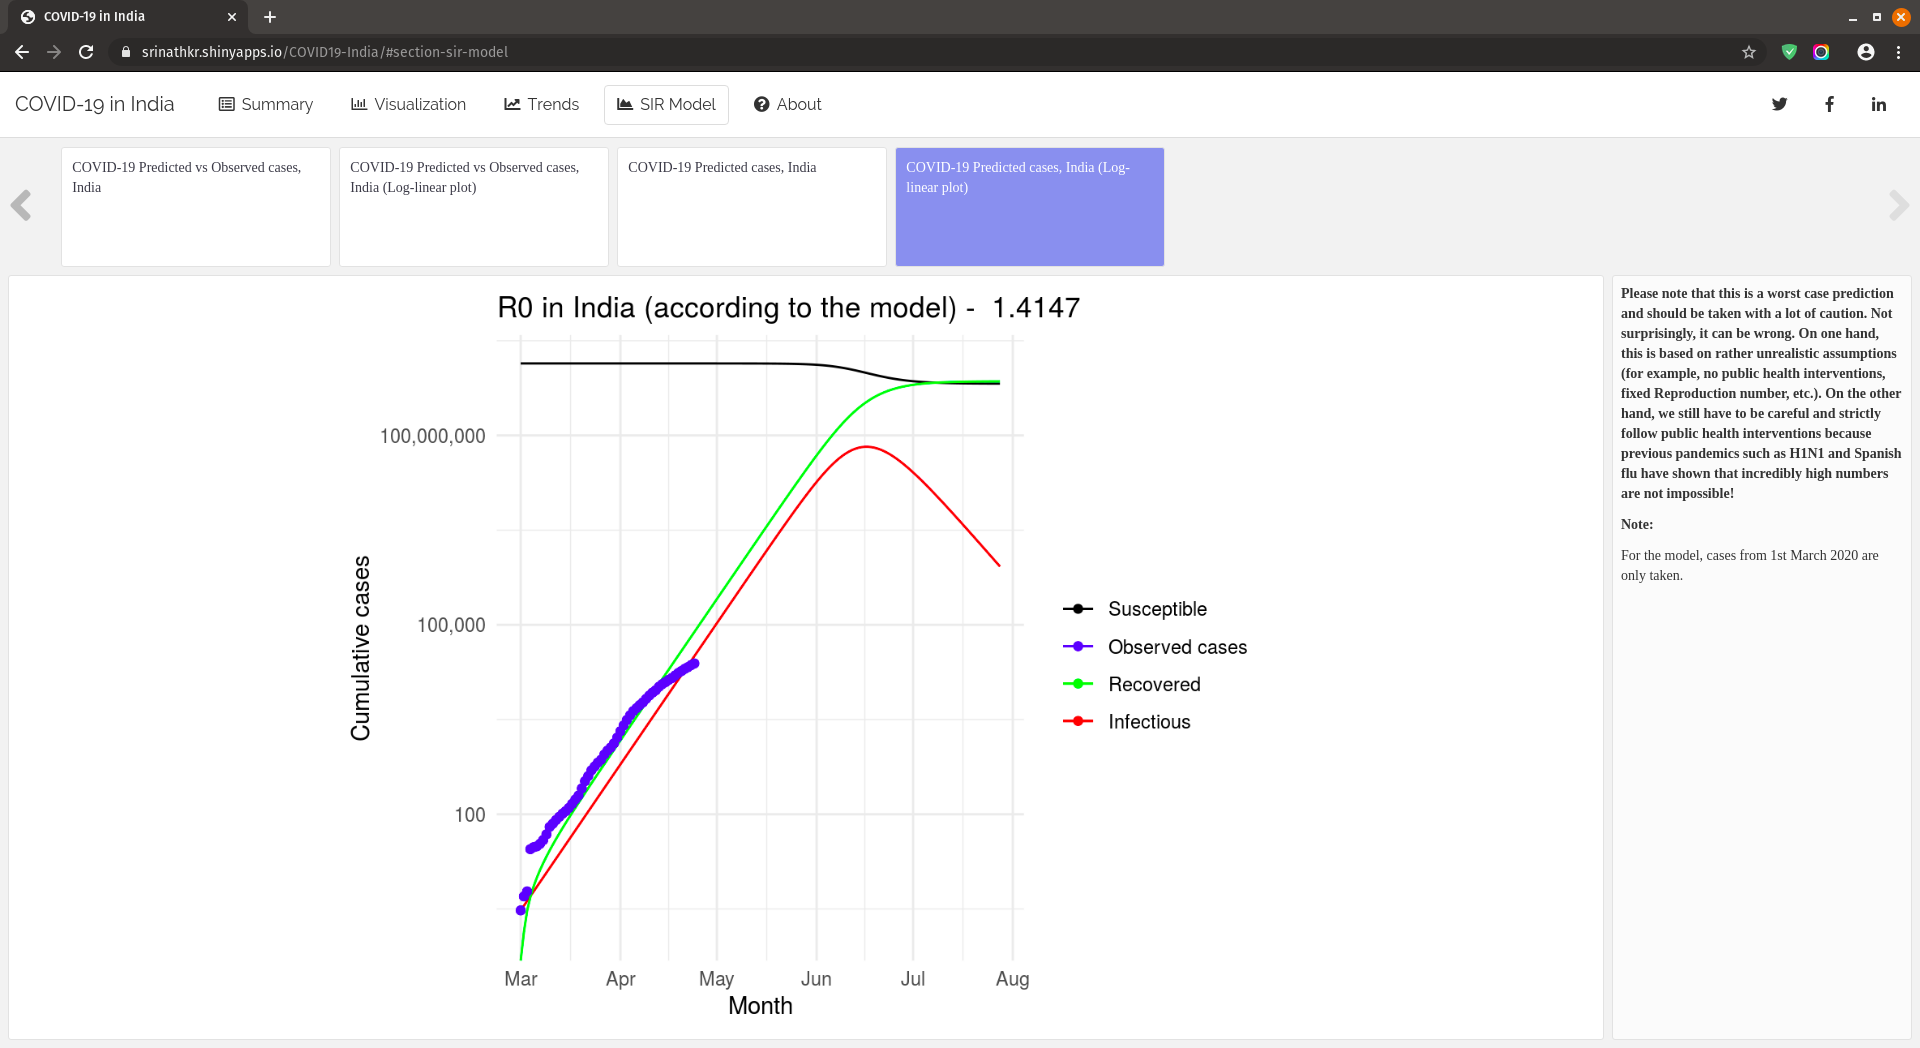 COVID-19 in India
srinathkr.shinyapps.io/COVID19-India/#section-sir-model
COVID-19 in India
Summary
Visualization
Trends
SIR Model
About
COVID-19 Predicted vs Observed cases,
India
COVID-19 Predicted vs Observed cases,
India (Log-linear plot)
COVID-19 Predicted cases, India
COVID-19 Predicted cases, India (Log-
linear plot)
R0 in India (according to the model) -  1.4147
Cumulative cases
100,000,000
100,000
100
Mar
Apr
May
Jun
Jul
Aug
Month
Susceptible
Observed cases
Recovered
Infectious
Please note that this is a worst case prediction
and should be taken with a lot of caution. Not
surprisingly, it can be wrong. On one hand,
this is based on rather unrealistic assumptions
(for example, no public health interventions,
fixed Reproduction number, etc.). On the other
hand, we still have to be careful and strictly
follow public health interventions because
previous pandemics such as H1N1 and Spanish
flu have shown that incredibly high numbers
are not impossible!
Note:
For the model, cases from 1st March 2020 are
only taken.